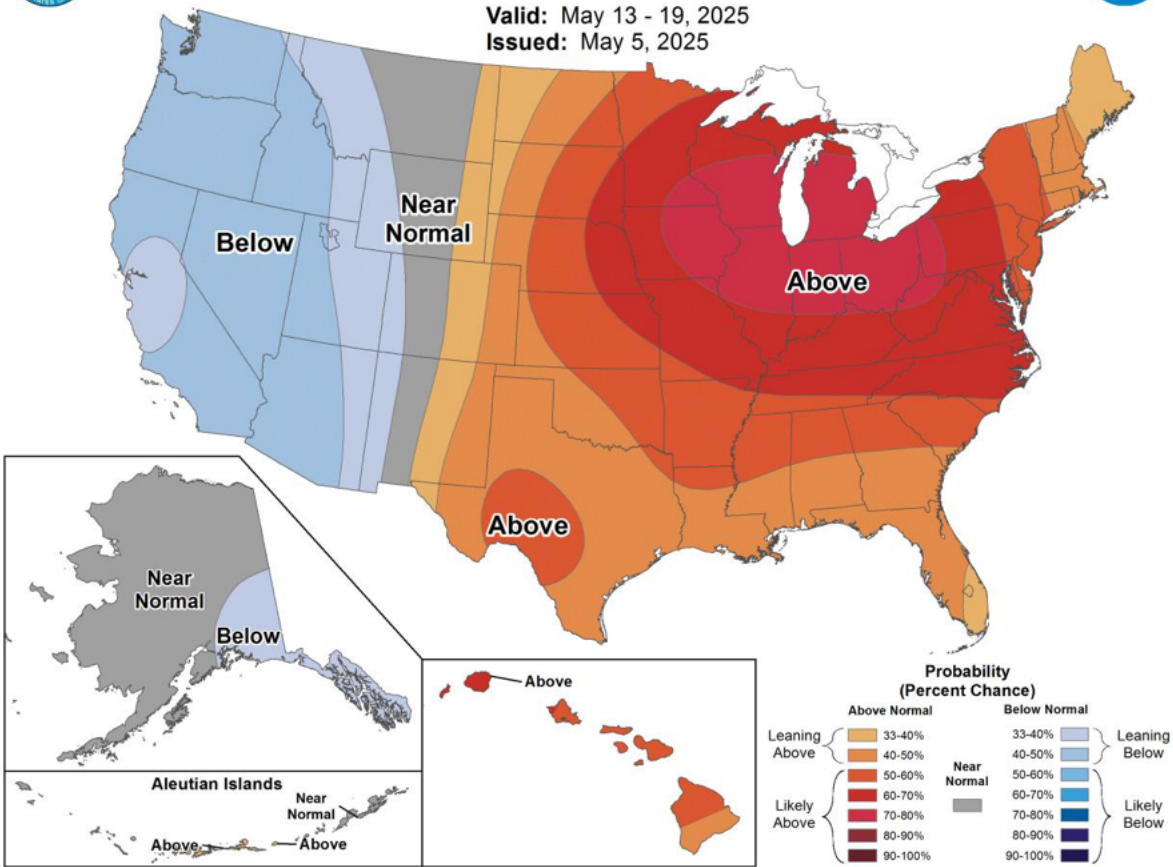 Valid: May 13 - 19, 2025
Issued: May 5, 2025
Below
Near
Normal
Above
Above
Near
Normal
Below
Above
Aleutian Islands
Near
Normal
Above
Above
Probability
(Percent Chance)
Above Normal
Below Normal
Leaning
Above
33-40%
40-50%
50-60%
60-70%
70-80%
80-90%
90-100%
Likely
Above
Near
Normal
33-40%
40-50%
50-60%
60-70%
70-80%
80-90%
90-100%
Leaning
Below
Likely
Below